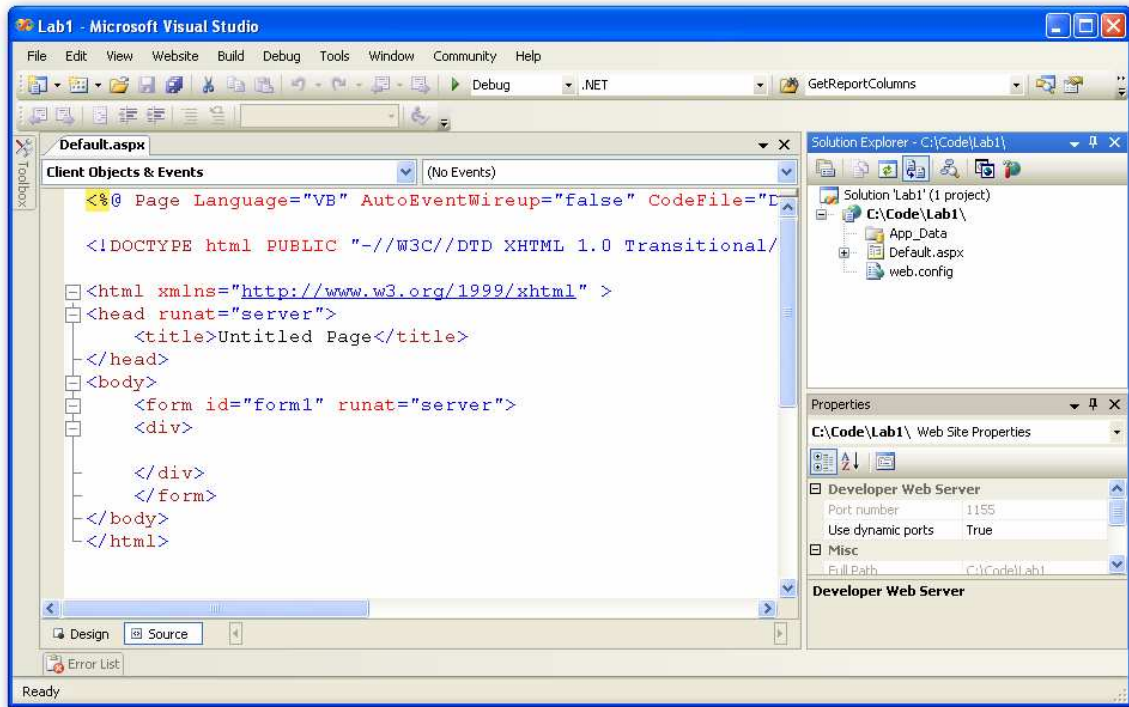 Lab1 - Microsoft Visual Studio
File Edit View Website Build Debug Tools Window Community Help
Debug .NET GetReportColumns
Toolbox
Default.aspx
Client Objects & Events (No Events)
<%@ Page Language="VB" AutoEventWireup="false" CodeFile="D
<!DOCTYPE html PUBLIC "-//W3C//DTD XHTML 1.0 Transitional/
<html xmlns="http://www.w3.org/1999/xhtml" >
<head runat="server">
<title>Untitled Page</title>
</head>
<body>
<form id="form1" runat="server">
<div>
</div>
</form>
</body>
</html>
Design Source
Error List
Ready
Solution Explorer - C:\Code\Lab1\
Solution 'Lab1' (1 project)
C:\Code\Lab1\
App_Data
Default.aspx
web.config
Properties
C:\Code\Lab1\ Web Site Properties
Developer Web Server
Port number 1155
Use dynamic ports True
Misc
Full Path C:\Code\Lab1
Developer Web Server